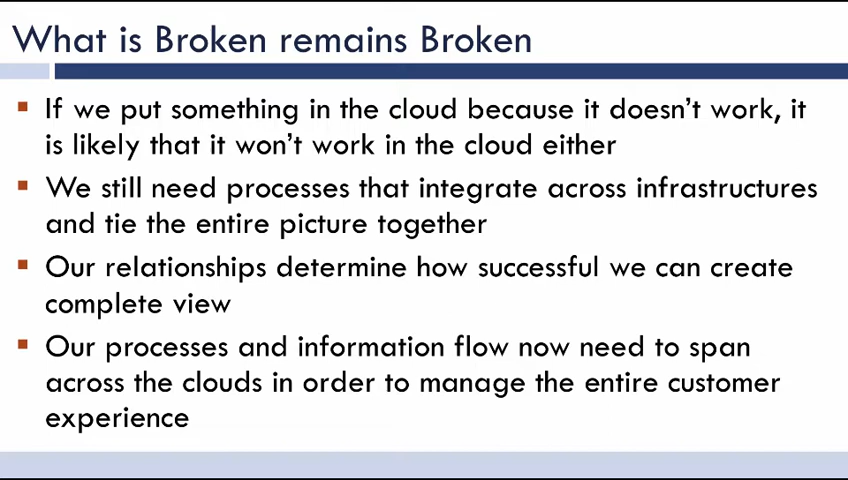 What is Broken remains Broken
If we put something in the cloud because it doesn't work, it
is likely that it won't work in the cloud either
We still need processes that integrate across infrastructures
and tie the entire picture together
Our relationships determine how successful we can create
complete view
Our processes and information flow now need to span
across the clouds in order to manage the entire customer
experience